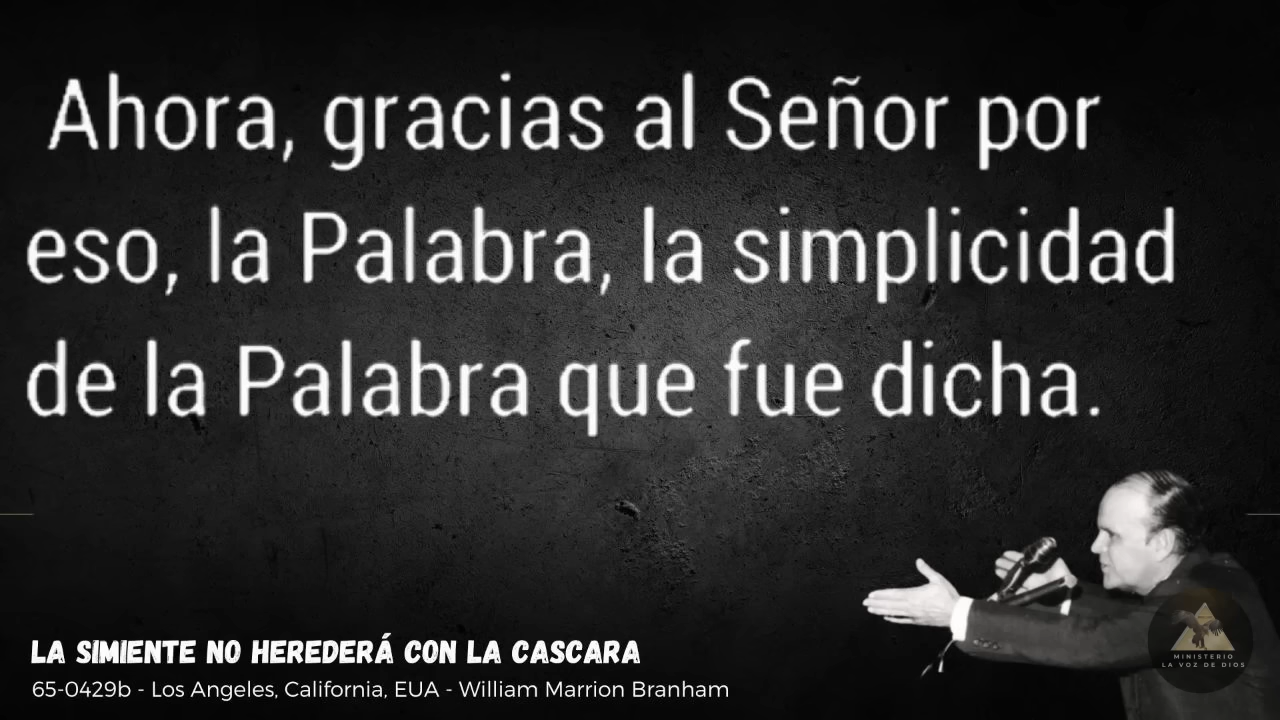 Ahora, gracias al Señor por
eso, la Palabra, la simplicidad
de la Palabra que fue dicha.
LA SIMIENTE NO HEREDERÁ CON LA CASCARA
65-0429b - Los Angeles, California, EUA - William Marrion Branham
MINISTERIO
LA VOZ DE DIOS